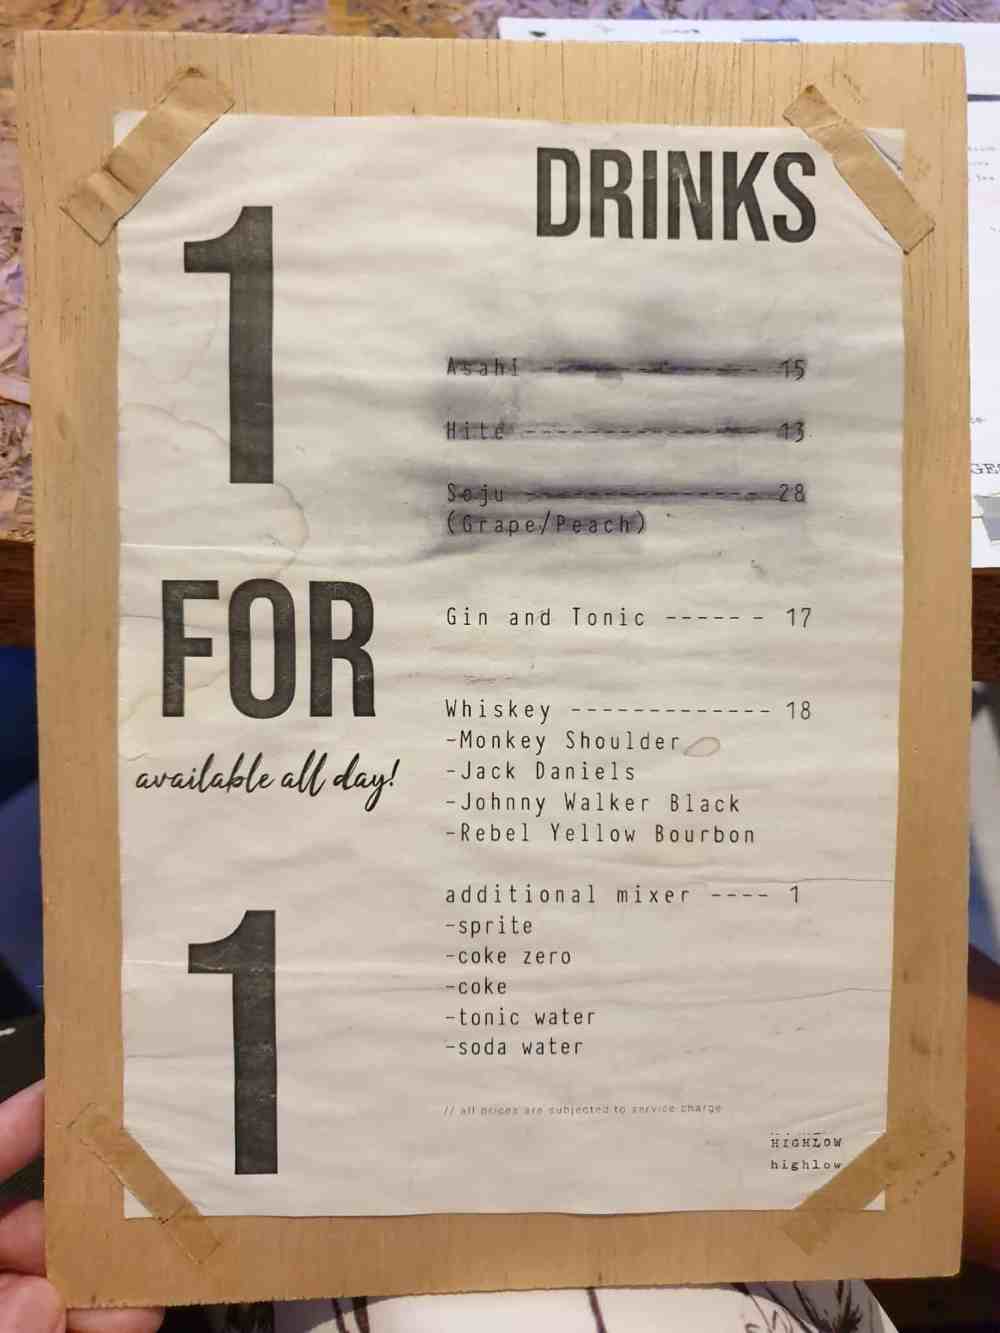 DRINKS
1
FOR
available all day!
1
Asahi ---------------- 15
Hite ----------------- 13
Soju ----------------- 28
(Grape/Peach)
Gin and Tonic ------ 17
Whiskey ------------- 18
-Monkey Shoulder
-Jack Daniels
-Johnny Walker Black
-Rebel Yellow Bourbon
additional mixer ---- 1
-sprite
-coke zero
-coke
-tonic water
-soda water
// all prices are subjected to service charge
HIGHLOW
highlow